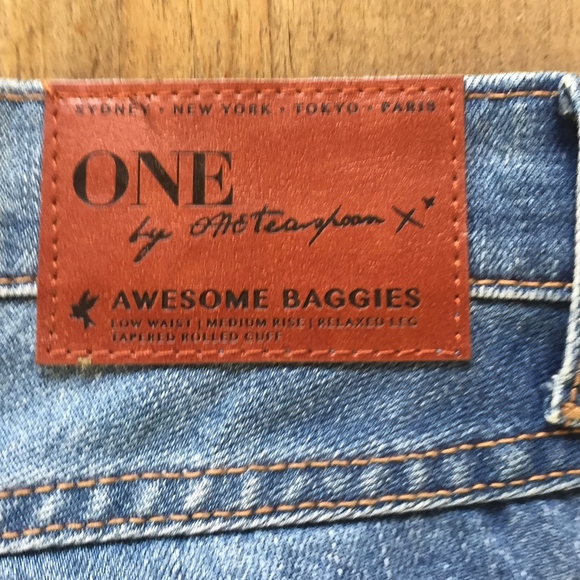 SYDNEY • NEW YORK • TOKYO • PARIS
ONE
by ONEteaspoon X x
AWESOME BAGGIES
LOW WAIST | MEDIUM RISE | RELAXED LEG
TAPERED ROLLED CUFF